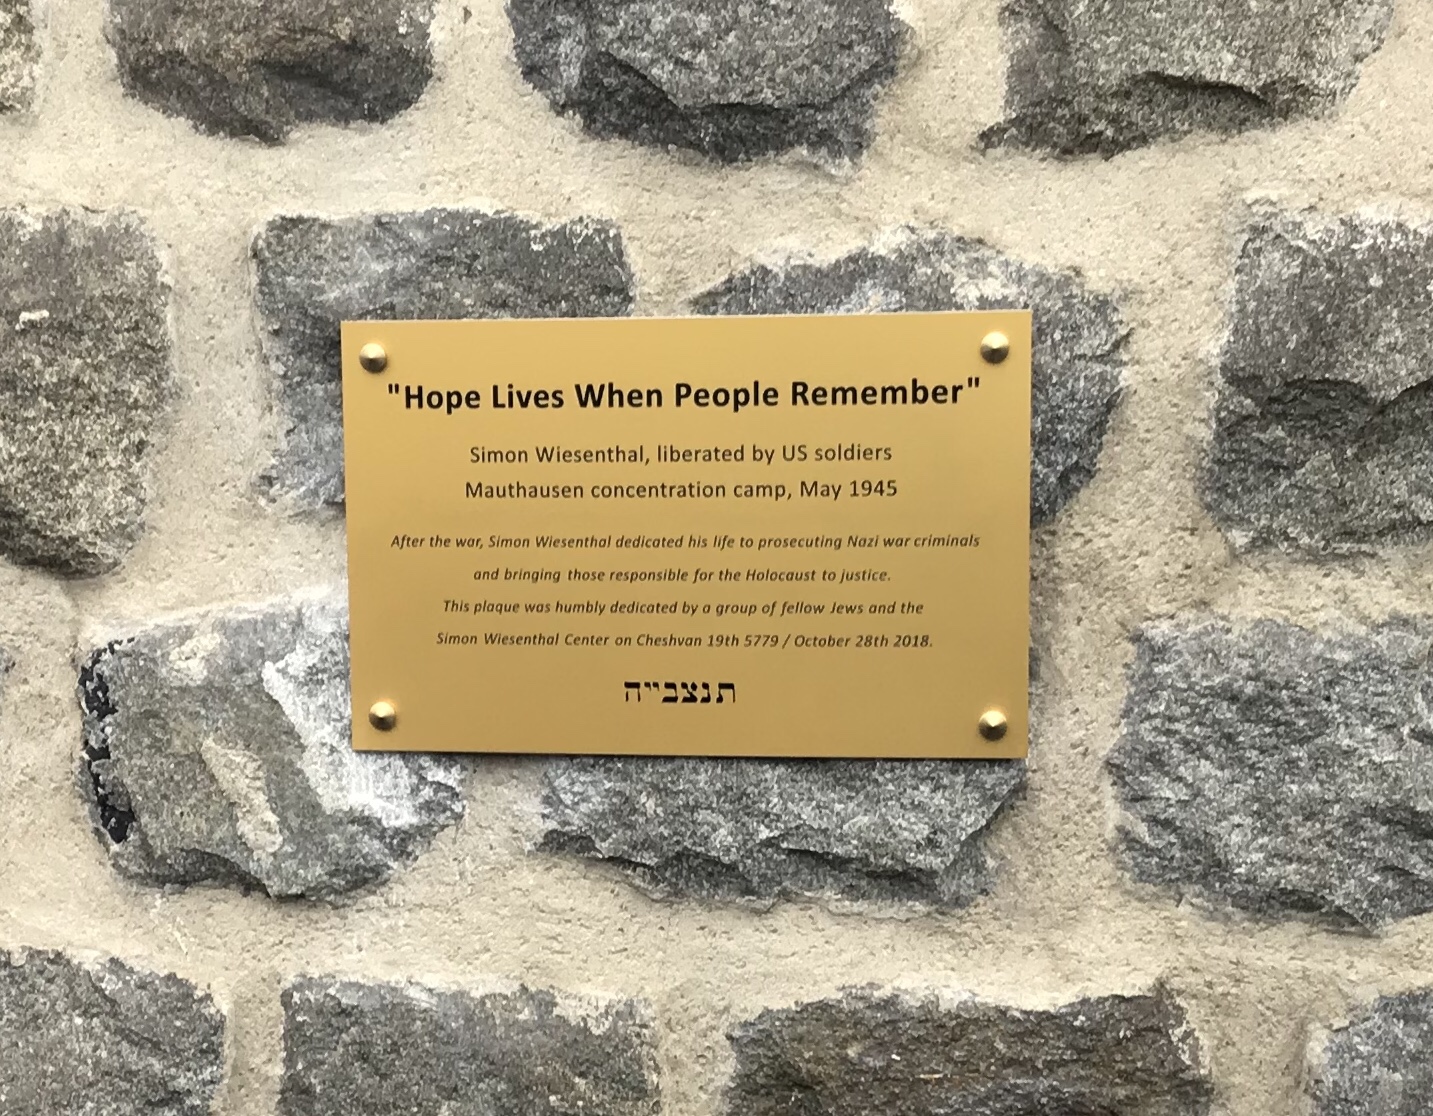 "Hope Lives When People Remember"
Simon Wiesenthal, liberated by US soldiers
Mauthausen concentration camp, May 1945
After the war, Simon Wiesenthal dedicated his life to prosecuting Nazi war criminals
and bringing those responsible for the Holocaust to justice.
This plaque was humbly dedicated by a group of fellow Jews and the
Simon Wiesenthal Center on Cheshvan 19th 5779 / October 28th 2018.
תנצבייה